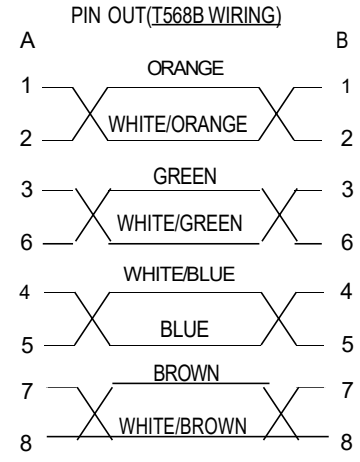 PIN OUT(T568B WIRING)
A B
ORANGE
1 1
WHITE/ORANGE
2 2
GREEN
3 3
WHITE/GREEN
6 6
WHITE/BLUE
4 4
BLUE
5 5
BROWN
7 7
WHITE/BROWN
8 8